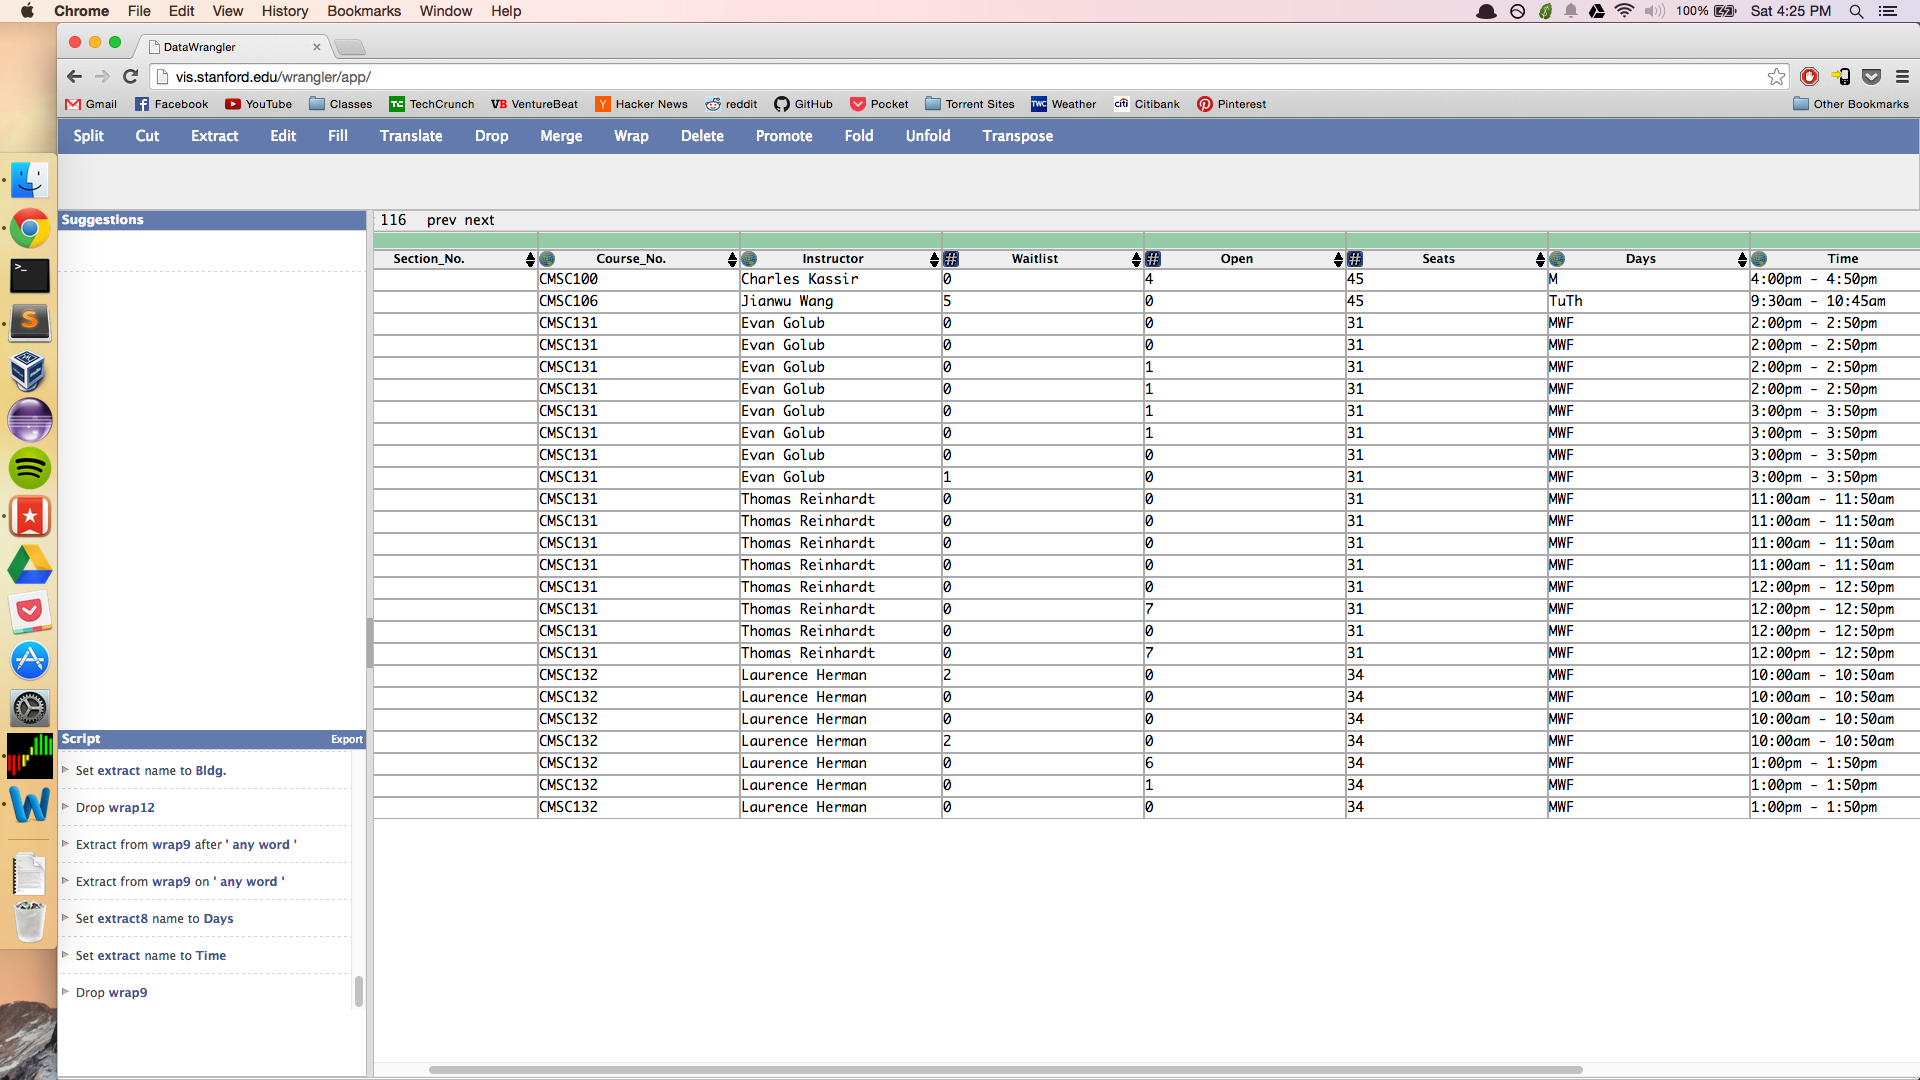 Chrome File Edit View History Bookmarks Window Help 100% Sat 4:25 PM
DataWrangler
vis.stanford.edu/wrangler/app/
Gmail Facebook YouTube Classes TechCrunch VentureBeat Hacker News reddit GitHub Pocket Torrent Sites Weather Citibank Pinterest Other Bookmarks
Split Cut Extract Edit Fill Translate Drop Merge Wrap Delete Promote Fold Unfold Transpose
Suggestions
116 prev next
Section_No. Course_No. Instructor # Waitlist # Open # Seats Days Time
CMSC100 Charles Kassir 0 4 45 M 4:00pm - 4:50pm
CMSC106 Jianwu Wang 5 0 45 TuTh 9:30am - 10:45am
CMSC131 Evan Golub 0 0 31 MWF 2:00pm - 2:50pm
CMSC131 Evan Golub 0 0 31 MWF 2:00pm - 2:50pm
CMSC131 Evan Golub 0 1 31 MWF 2:00pm - 2:50pm
CMSC131 Evan Golub 0 1 31 MWF 2:00pm - 2:50pm
CMSC131 Evan Golub 0 1 31 MWF 3:00pm - 3:50pm
CMSC131 Evan Golub 0 1 31 MWF 3:00pm - 3:50pm
CMSC131 Evan Golub 0 0 31 MWF 3:00pm - 3:50pm
CMSC131 Evan Golub 1 0 31 MWF 3:00pm - 3:50pm
CMSC131 Thomas Reinhardt 0 0 31 MWF 11:00am - 11:50am
CMSC131 Thomas Reinhardt 0 0 31 MWF 11:00am - 11:50am
CMSC131 Thomas Reinhardt 0 0 31 MWF 11:00am - 11:50am
CMSC131 Thomas Reinhardt 0 0 31 MWF 11:00am - 11:50am
CMSC131 Thomas Reinhardt 0 0 31 MWF 12:00pm - 12:50pm
CMSC131 Thomas Reinhardt 0 7 31 MWF 12:00pm - 12:50pm
CMSC131 Thomas Reinhardt 0 0 31 MWF 12:00pm - 12:50pm
CMSC131 Thomas Reinhardt 0 7 31 MWF 12:00pm - 12:50pm
CMSC132 Laurence Herman 2 0 34 MWF 10:00am - 10:50am
CMSC132 Laurence Herman 0 0 34 MWF 10:00am - 10:50am
CMSC132 Laurence Herman 0 0 34 MWF 10:00am - 10:50am
CMSC132 Laurence Herman 2 0 34 MWF 10:00am - 10:50am
CMSC132 Laurence Herman 0 6 34 MWF 1:00pm - 1:50pm
CMSC132 Laurence Herman 0 1 34 MWF 1:00pm - 1:50pm
CMSC132 Laurence Herman 0 0 34 MWF 1:00pm - 1:50pm
Script Export
Set extract name to Bldg.
Drop wrap12
Extract from wrap9 after ' any word '
Extract from wrap9 on ' any word '
Set extract8 name to Days
Set extract name to Time
Drop wrap9